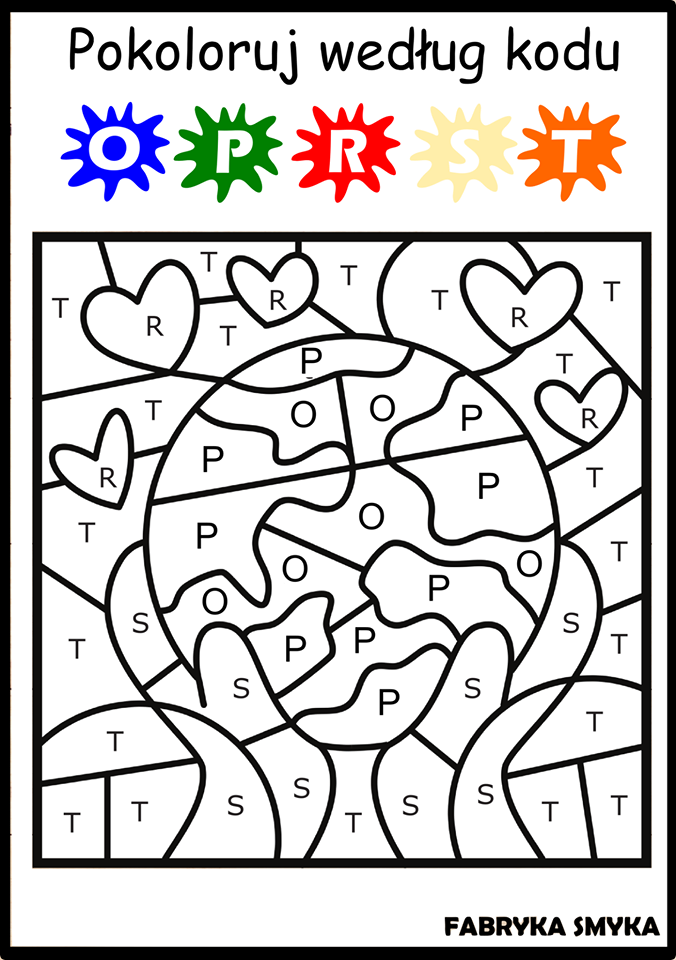 Pokoloruj według kodu
O P R S T
T T T T T
R R R
T T
P
T O O P R
P R P T
T P O T
O P O
O S P P S T
T P S S
P
T T
S S S S
T T T T T
FABRYKA SMYKA